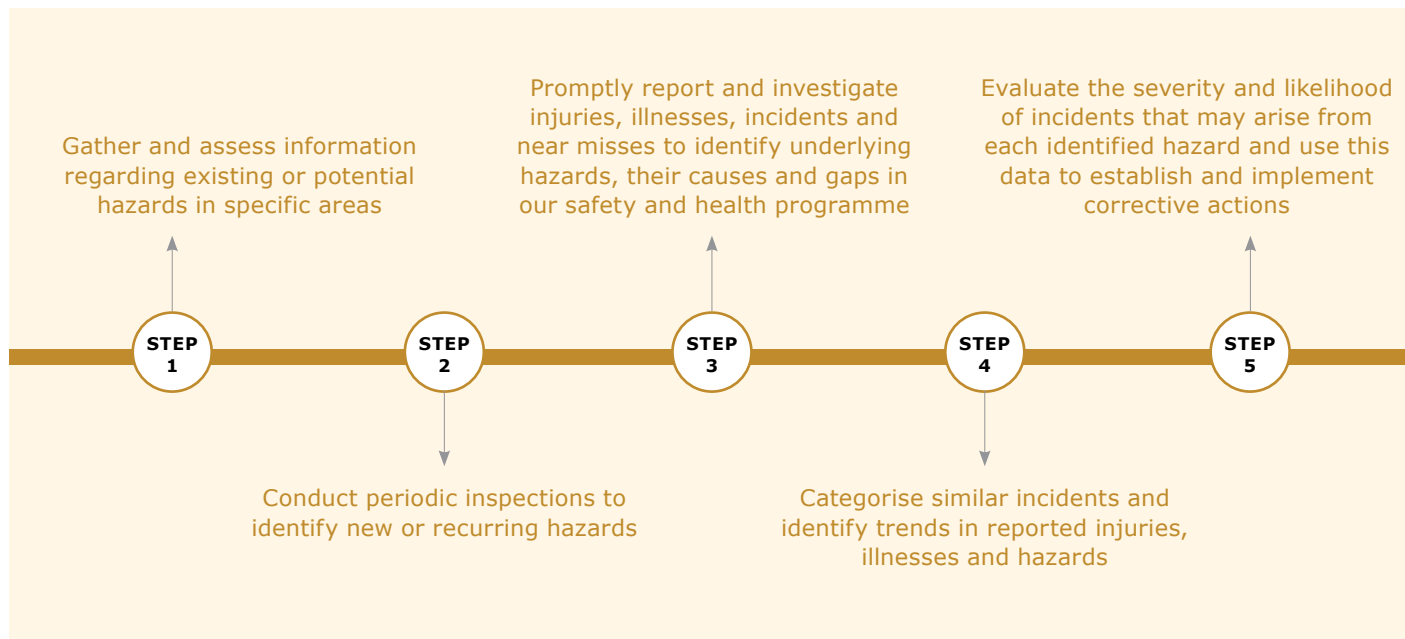 Gather and assess information
regarding existing or potential
hazards in specific areas
STEP
1
Conduct periodic inspections to
identify new or recurring hazards
STEP
2
Promptly report and investigate
injuries, illnesses, incidents and
near misses to identify underlying
hazards, their causes and gaps in
our safety and health programme
STEP
3
Categorise similar incidents and
identify trends in reported injuries,
illnesses and hazards
STEP
4
Evaluate the severity and likelihood
of incidents that may arise from
each identified hazard and use this
data to establish and implement
corrective actions
STEP
5